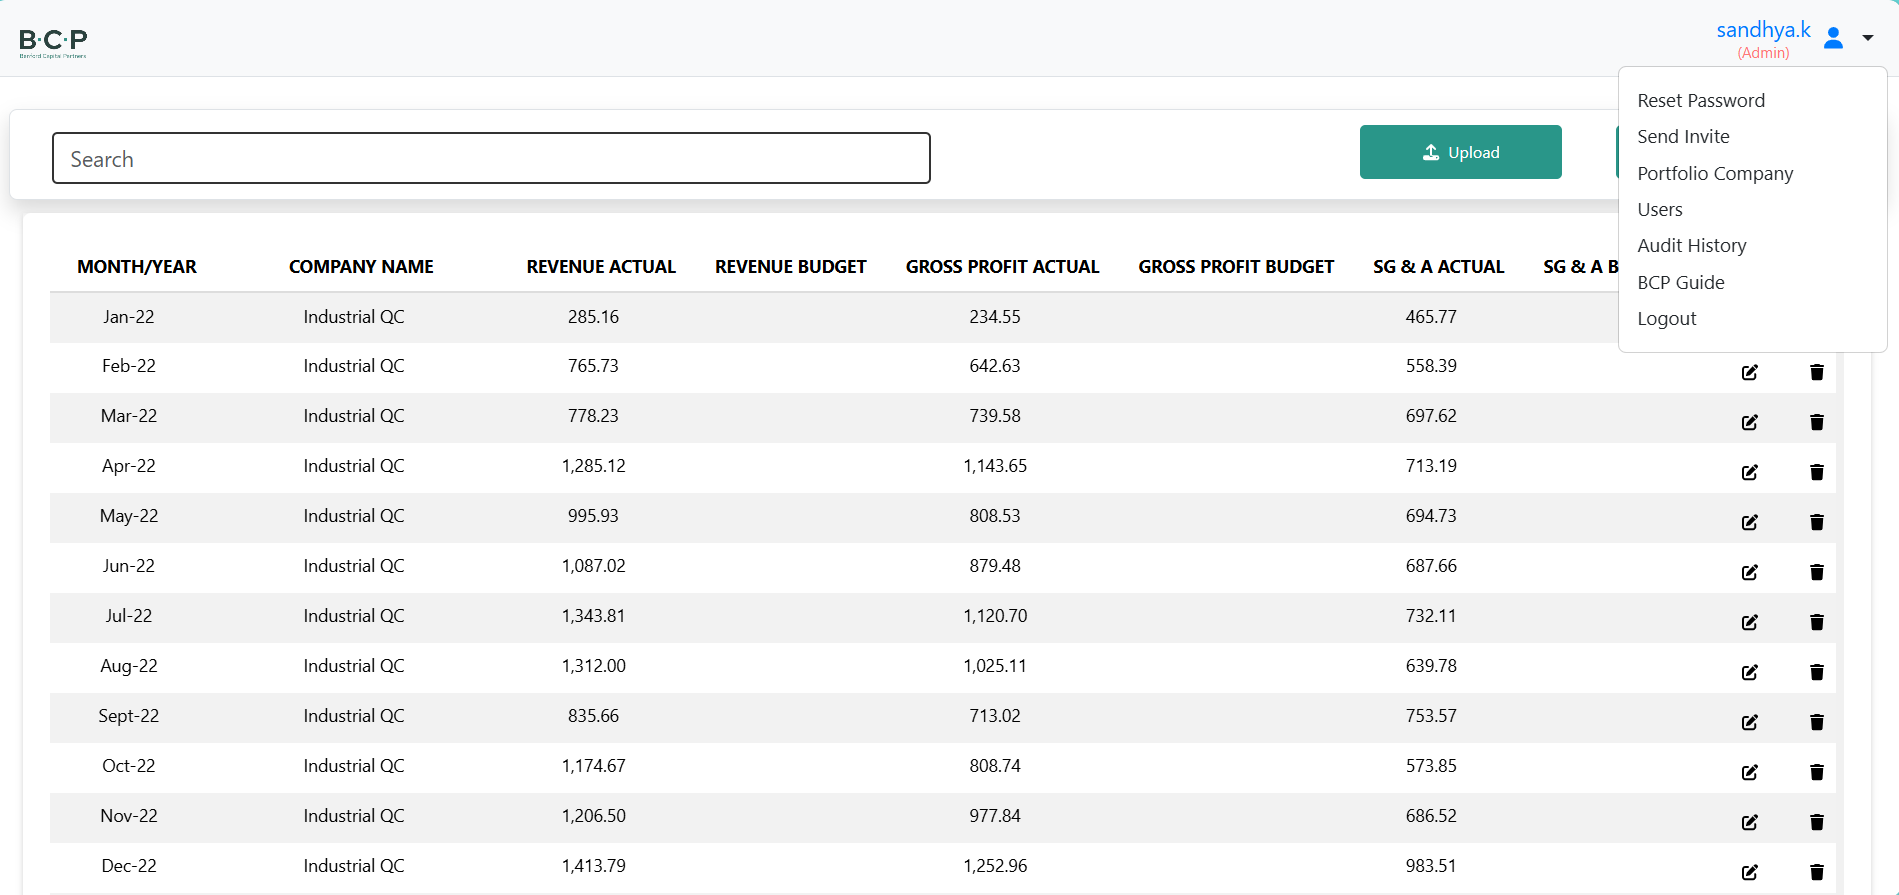 B·C·P
Banford Capital Partners
sandhya.k
(Admin)
Reset Password
Send Invite
Portfolio Company
Users
Audit History
BCP Guide
Logout
Search
Upload
MONTH/YEAR COMPANY NAME REVENUE ACTUAL REVENUE BUDGET GROSS PROFIT ACTUAL GROSS PROFIT BUDGET SG & A ACTUAL SG & A B
Jan-22 Industrial QC 285.16 234.55 465.77
Feb-22 Industrial QC 765.73 642.63 558.39
Mar-22 Industrial QC 778.23 739.58 697.62
Apr-22 Industrial QC 1,285.12 1,143.65 713.19
May-22 Industrial QC 995.93 808.53 694.73
Jun-22 Industrial QC 1,087.02 879.48 687.66
Jul-22 Industrial QC 1,343.81 1,120.70 732.11
Aug-22 Industrial QC 1,312.00 1,025.11 639.78
Sept-22 Industrial QC 835.66 713.02 753.57
Oct-22 Industrial QC 1,174.67 808.74 573.85
Nov-22 Industrial QC 1,206.50 977.84 686.52
Dec-22 Industrial QC 1,413.79 1,252.96 983.51